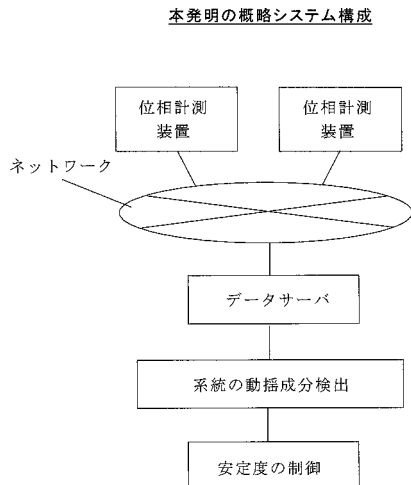 本発明の概略システム構成
位相計測
装置
位相計測
装置
ネットワーク
データサーバ
系統の動揺成分検出
安定度の制御